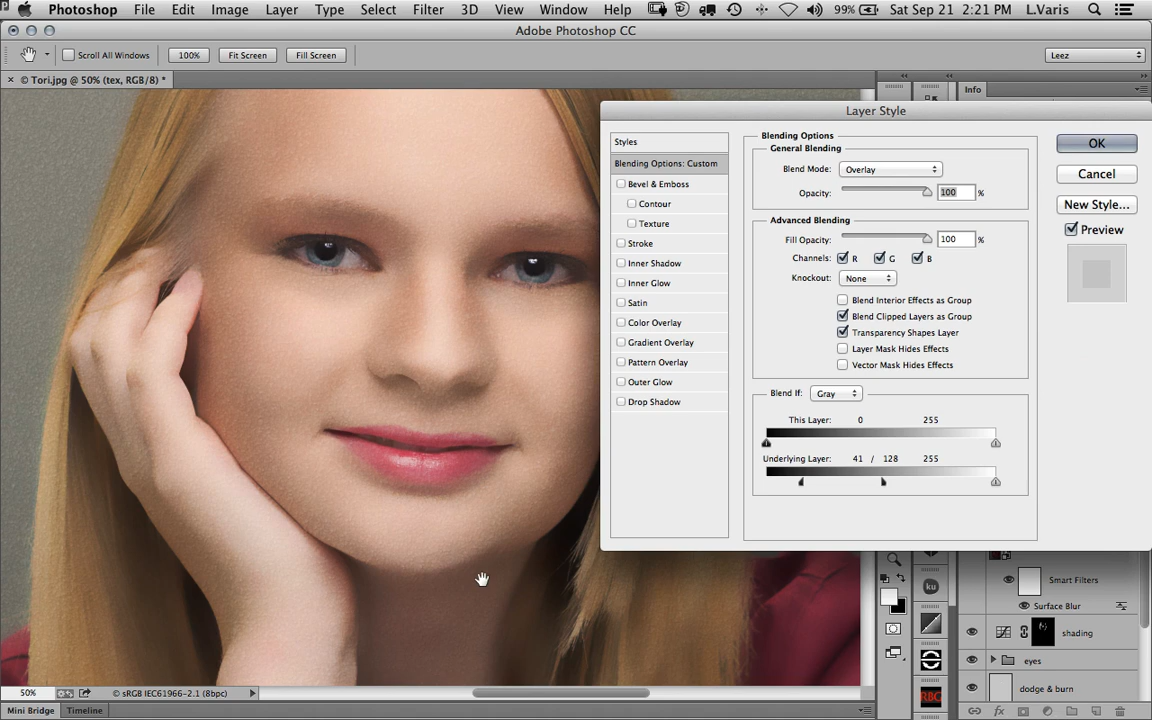 Photoshop File Edit Image Layer Type Select Filter 3D View Window Help 99% Sat Sep 21 2:21 PM L.Varis
Adobe Photoshop CC
Scroll All Windows 100% Fit Screen Fill Screen Leez
× © Tori.jpg @ 50% (tex, RGB/8) *
Info
Layer Style
Styles
Blending Options: Custom
Bevel & Emboss
Contour
Texture
Stroke
Inner Shadow
Inner Glow
Satin
Color Overlay
Gradient Overlay
Pattern Overlay
Outer Glow
Drop Shadow
Blending Options
General Blending
Blend Mode: Overlay
Opacity: 100 %
Advanced Blending
Fill Opacity: 100 %
Channels: R G B
Knockout: None
Blend Interior Effects as Group
Blend Clipped Layers as Group
Transparency Shapes Layer
Layer Mask Hides Effects
Vector Mask Hides Effects
Blend If: Gray
This Layer: 0 255
Underlying Layer: 41 / 128 255
OK
Cancel
New Style...
Preview
ku
RBG
Smart Filters
Surface Blur
shading
eyes
dodge & burn
fx
50% © sRGB IEC61966-2.1 (8bpc)
Mini Bridge Timeline